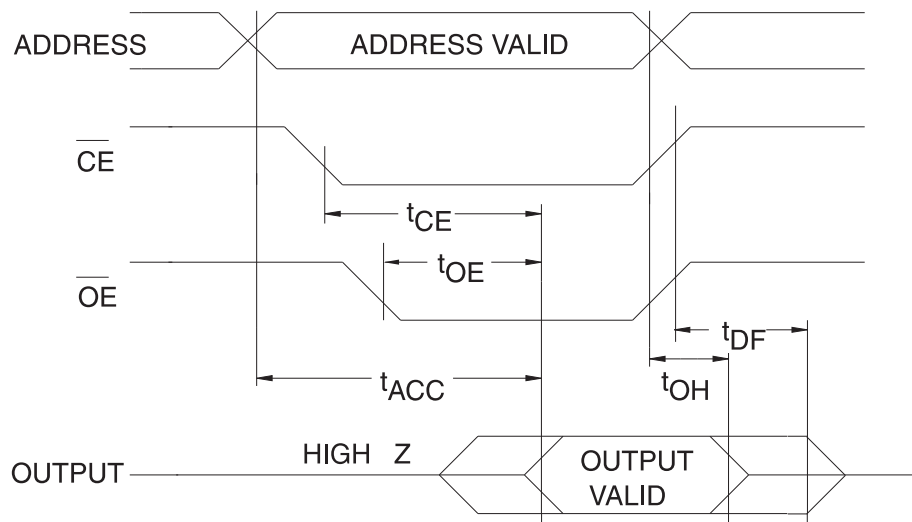 ADDRESS
ADDRESS VALID
CE
tCE
OE
tOE
tDF
tACC
tOH
OUTPUT
HIGH Z
OUTPUT
VALID